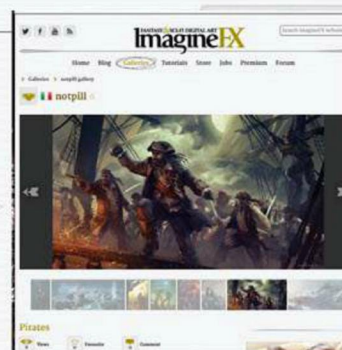 FANTASY & SCI-FI DIGITAL ART
ImagineFX
Home Blog Galleries Tutorials Store Jobs Premium Forum
> Galleries > notpill gallery
notpill
Pirates
Views Favourite Comment